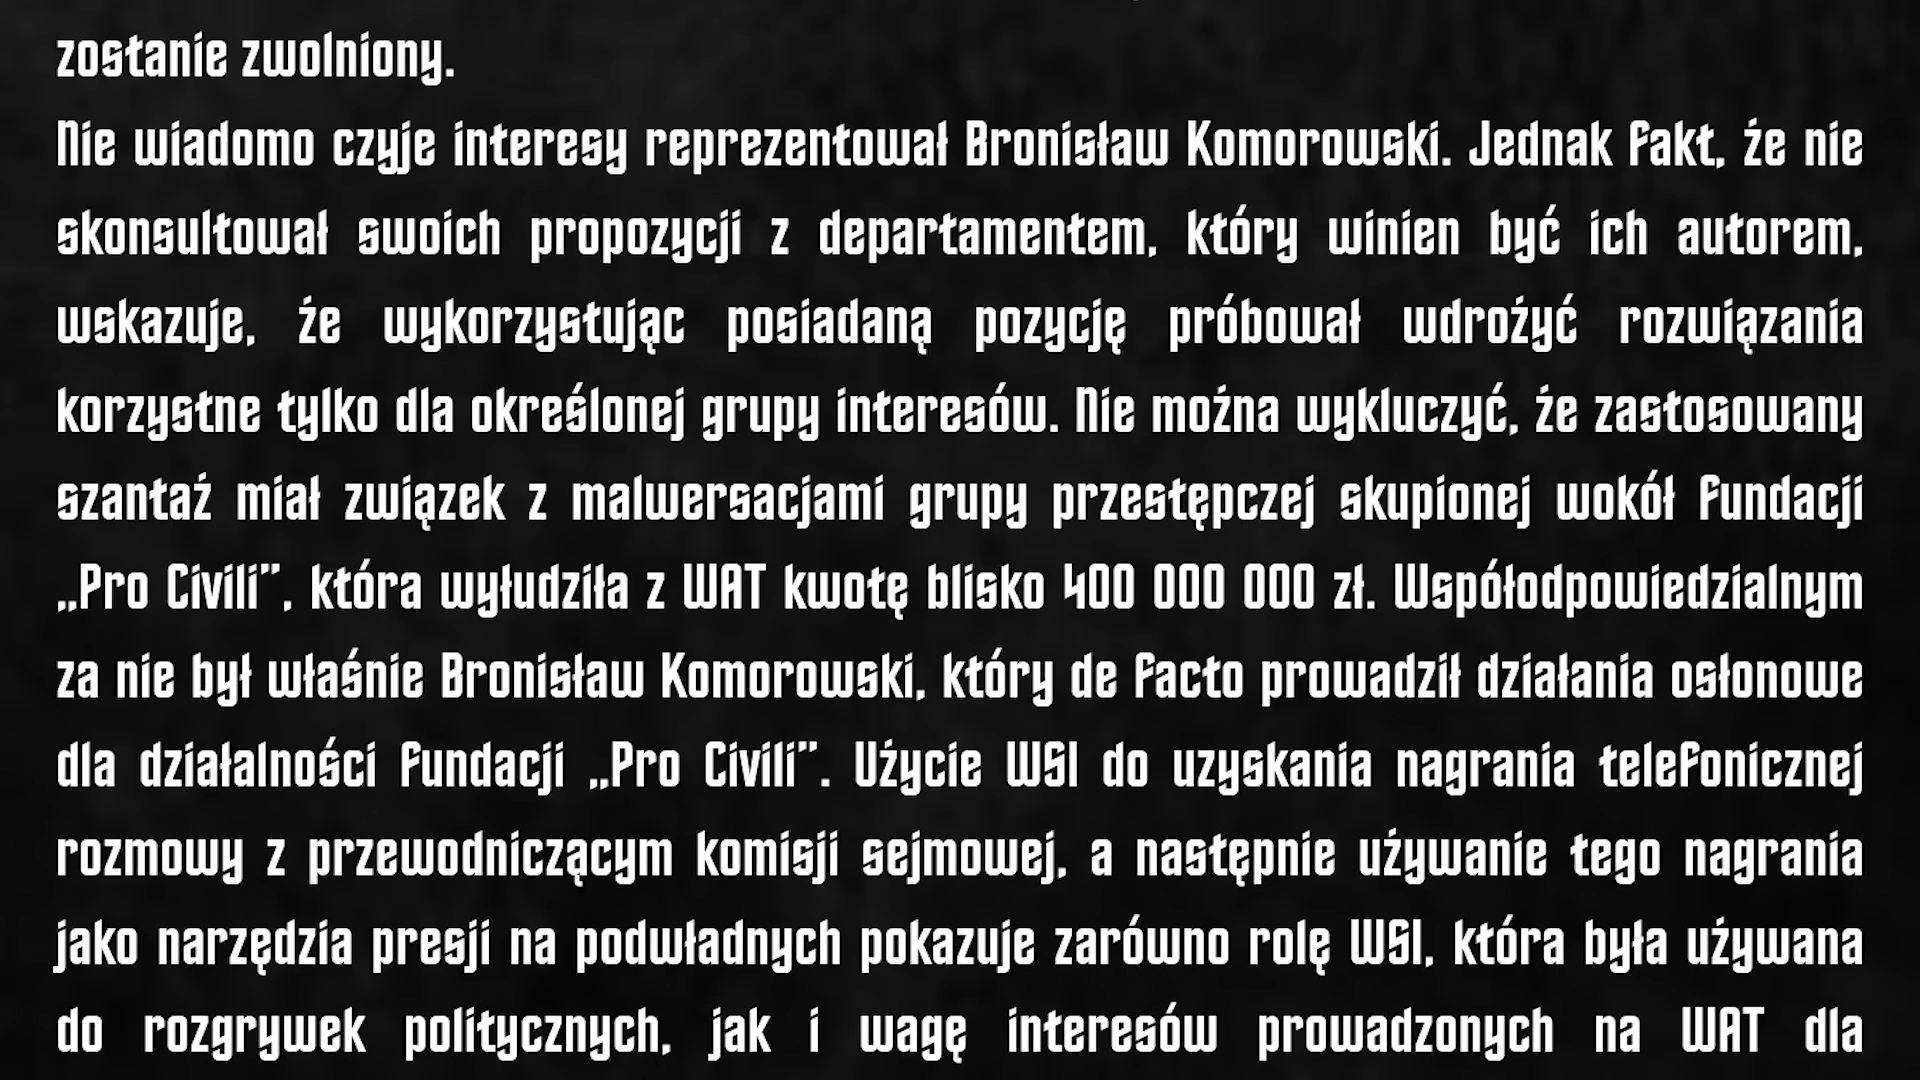 zostanie zwolniony.
Nie wiadomo czyje interesy reprezentował Bronisław Komorowski. Jednak fakt, że nie
skonsultował swoich propozycji z departamentem, który winien być ich autorem,
wskazuje, że wykorzystując posiadaną pozycję próbował wdrożyć rozwiązania
korzystne tylko dla określonej grupy interesów. Nie można wykluczyć, że zastosowany
szantaż miał związek z malwersacjami grupy przestępczej skupionej wokół fundacji
„Pro Civili”, która wyłudziła z WAT kwotę blisko 400 000 000 zł. Współodpowiedzialnym
za nie był właśnie Bronisław Komorowski, który de facto prowadził działania osłonowe
dla działalności fundacji „Pro Civili”. Użycie WSI do uzyskania nagrania telefonicznej
rozmowy z przewodniczącym komisji sejmowej, a następnie używanie tego nagrania
jako narzędzia presji na podwładnych pokazuje zarówno rolę WSI, która była używana
do rozgrywek politycznych, jak i wagę interesów prowadzonych na WAT dla